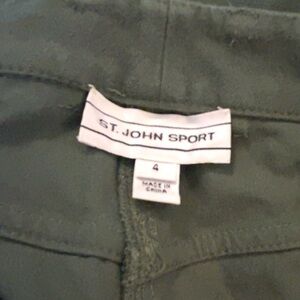 ST. JOHN SPORT
4
MADE IN
CHINA